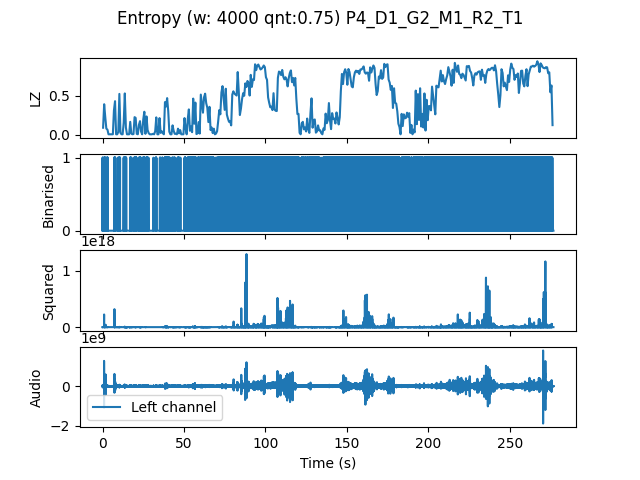 Entropy (w: 4000 qnt:0.75) P4_D1_G2_M1_R2_T1
LZ
0.5
0.0
Binarised
1
0
1e18
Squared
1
0
1e9
Audio
0
−2
Left channel
0 50 100 150 200 250
Time (s)